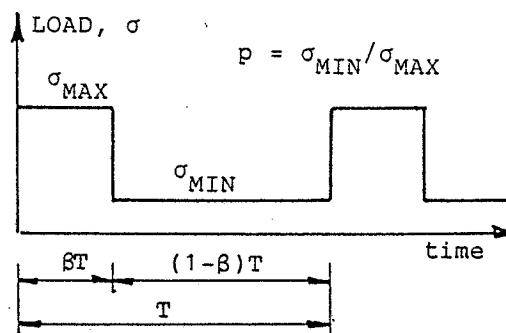 LOAD, σ
p = σMIN/σMAX
σMAX
σMIN
time
βT
(1-β)T
T